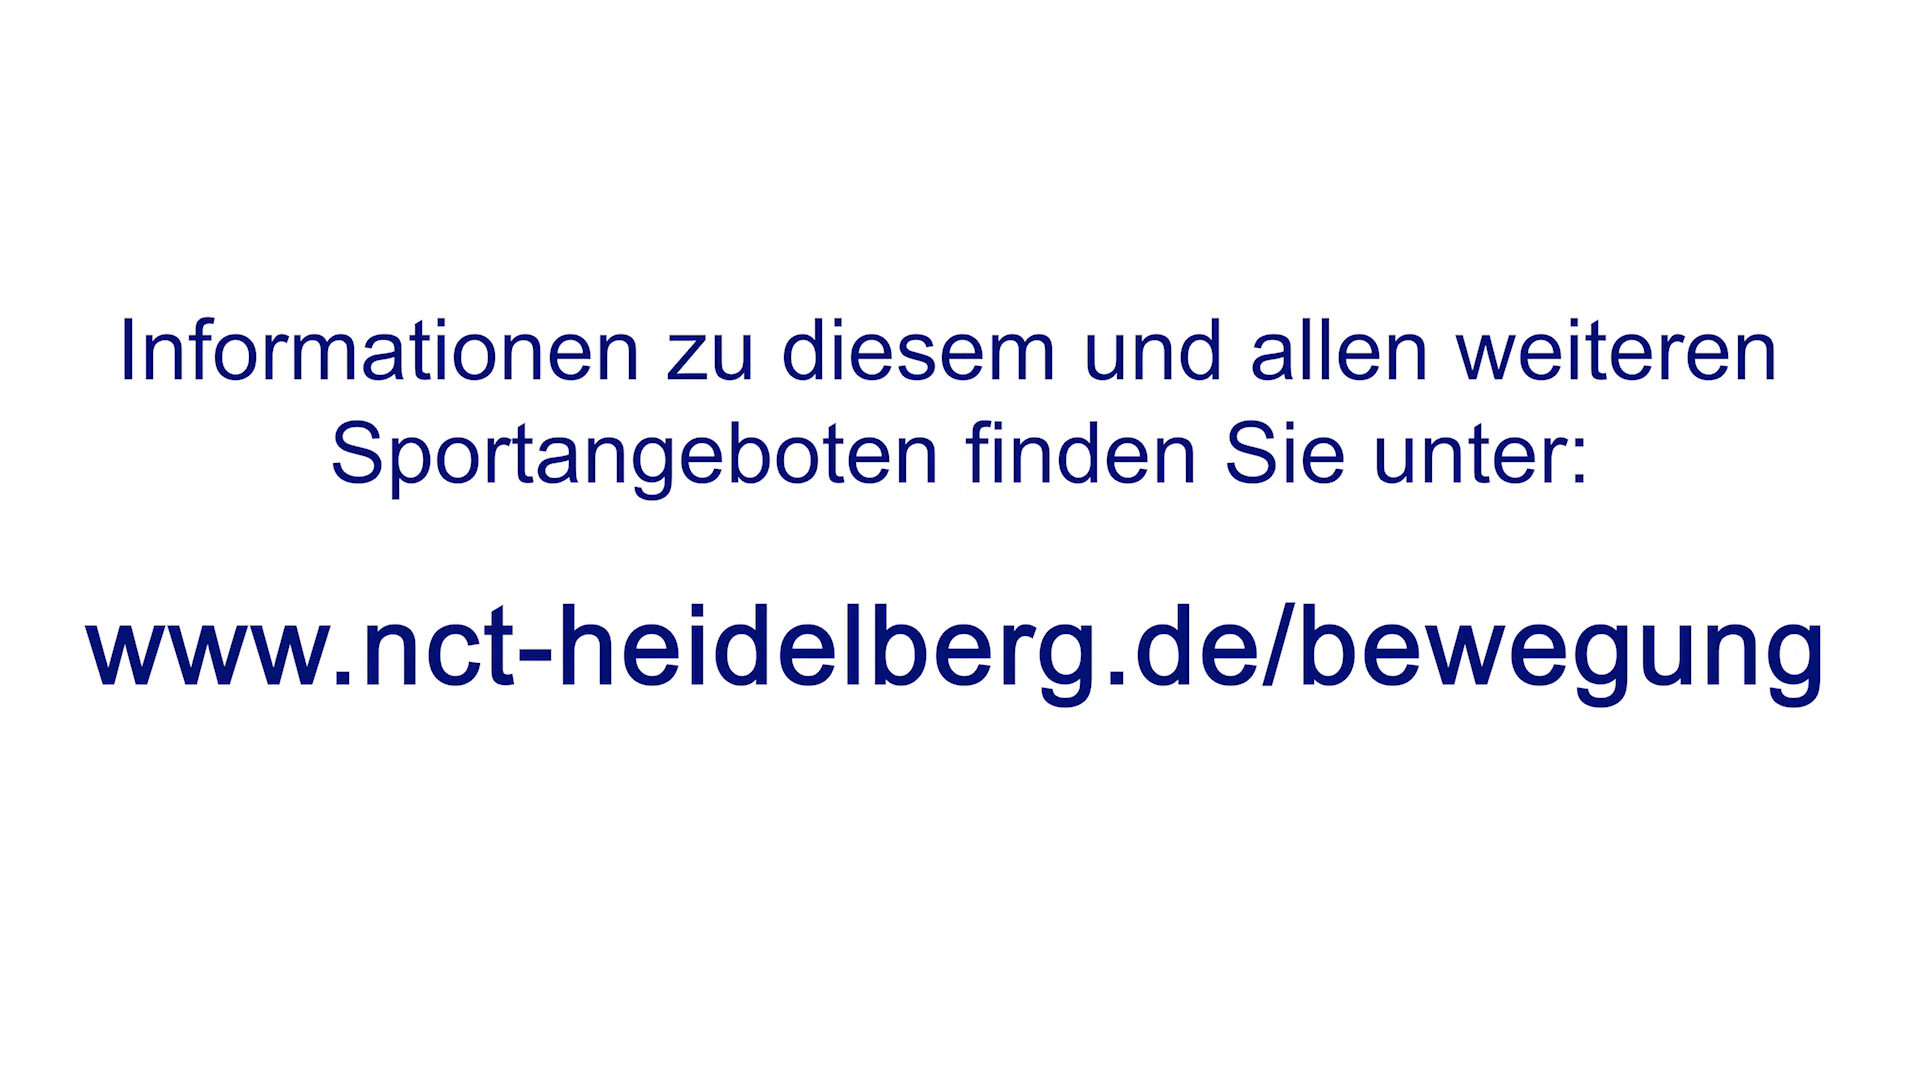 Informationen zu diesem und allen weiteren
Sportangeboten finden Sie unter:
www.nct-heidelberg.de/bewegung